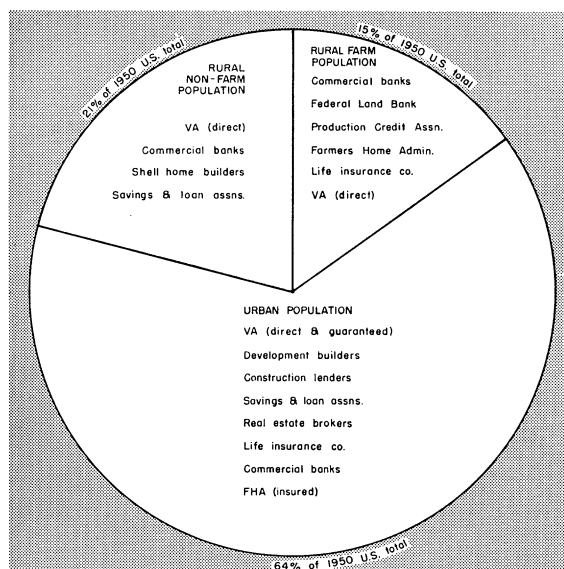 21% of 1950 U.S. total
RURAL
NON-FARM
POPULATION
VA (direct)
Commercial banks
Shell home builders
Savings & loan assns.
15% of 1950 U.S. total
RURAL FARM
POPULATION
Commercial banks
Federal Land Bank
Production Credit Assn.
Farmers Home Admin.
Life insurance co.
VA (direct)
URBAN POPULATION
VA (direct & guaranteed)
Development builders
Construction lenders
Savings & loan assns.
Real estate brokers
Life insurance co.
Commercial banks
FHA (insured)
64% of 1950 U.S. total